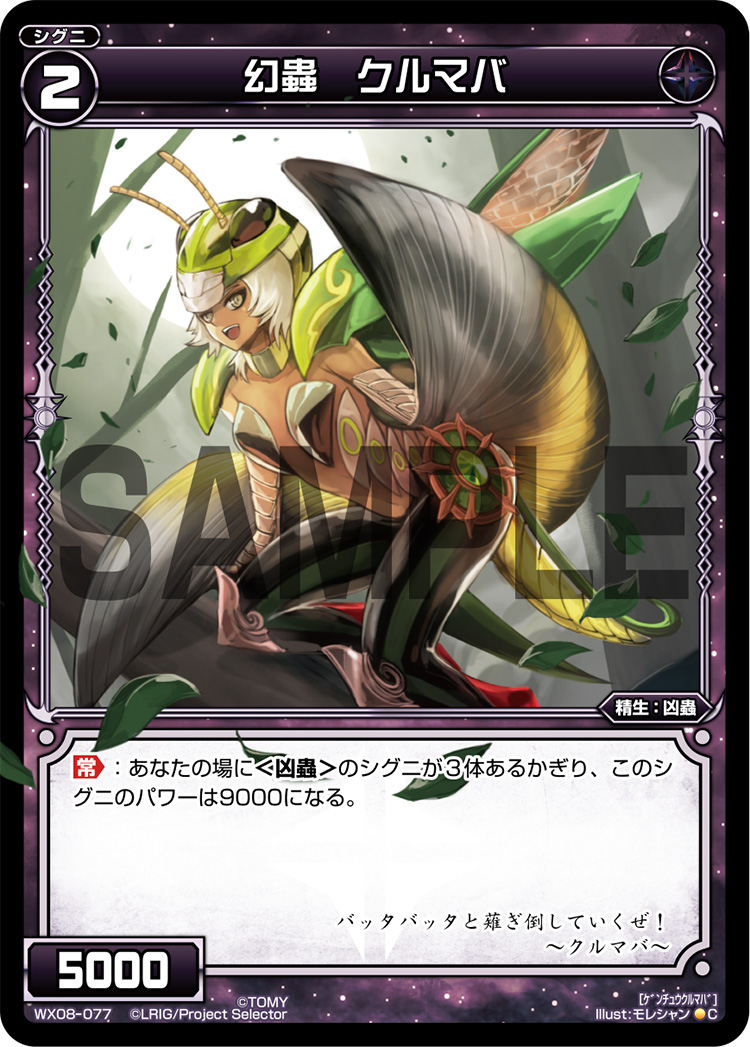 シグニ
2
幻蟲　クルマバ
SAMPLE
精生：凶蟲
常：あなたの場に＜凶蟲＞のシグニが３体あるかぎり、このシ
グニのパワーは9000になる。
バッタバッタと薙ぎ倒していくぜ！
～クルマバ～
5000
©TOMY
[ｹﾞﾝﾁｭｳｸﾙﾏﾊﾞ]
WX08-077 ©LRIG/Project Selector
Illust:モレシャン C